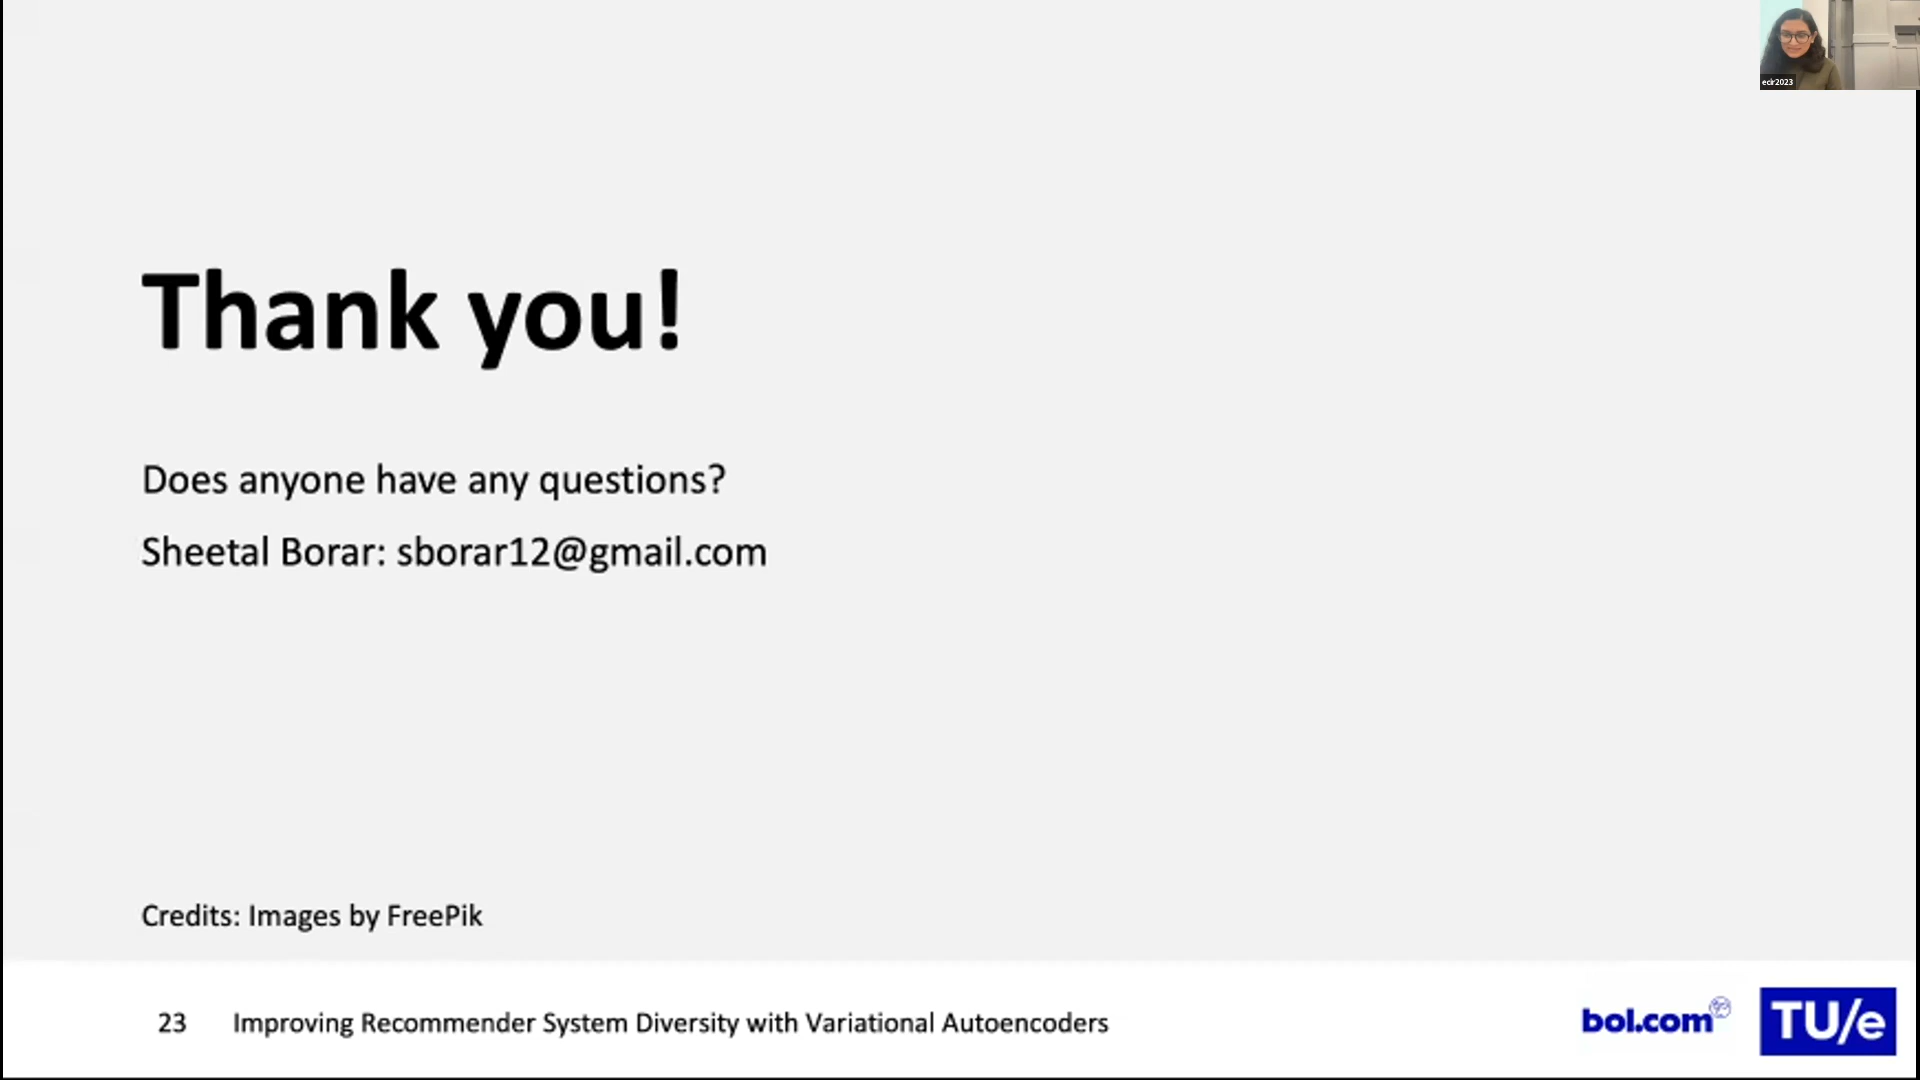 ecir2023
Thank you!
Does anyone have any questions?
Sheetal Borar: sborar12@gmail.com
Credits: Images by FreePik
23 Improving Recommender System Diversity with Variational Autoencoders
bol.com
TU/e